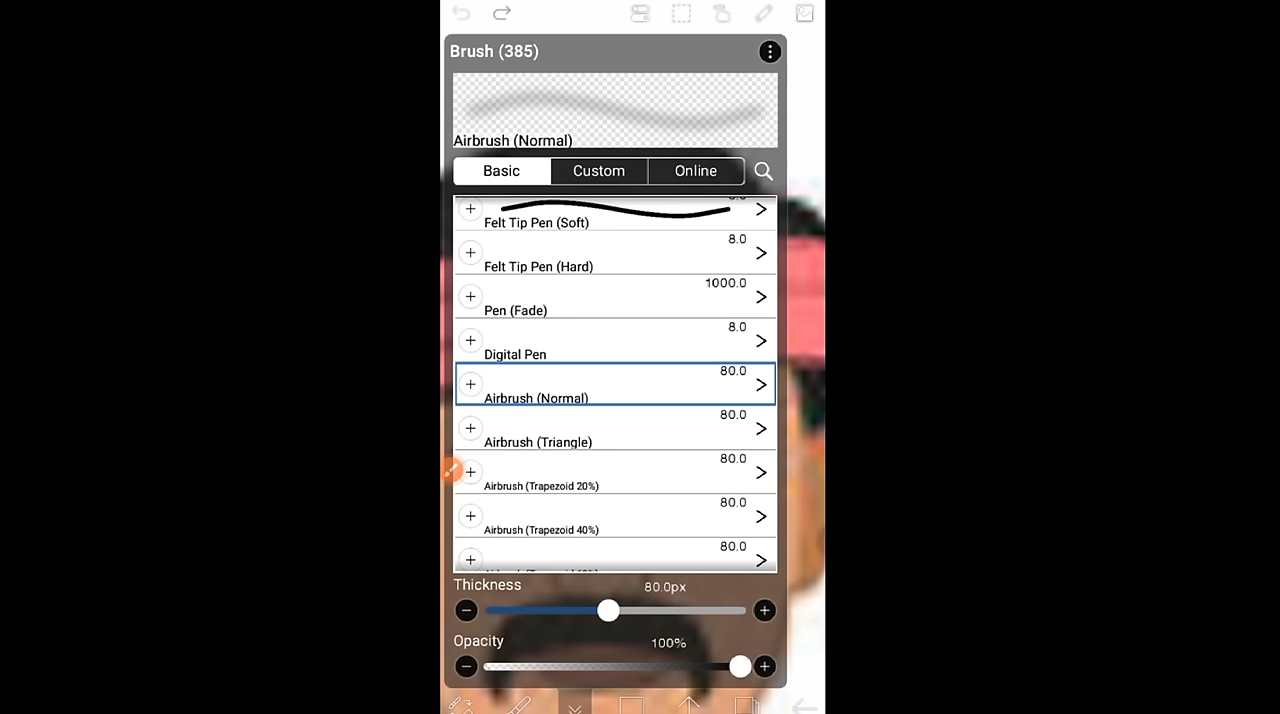 Brush (385)
Airbrush (Normal)
Basic Custom Online
Felt Tip Pen (Soft)
8.0
Felt Tip Pen (Hard)
1000.0
Pen (Fade)
8.0
Digital Pen
80.0
Airbrush (Normal)
80.0
Airbrush (Triangle)
80.0
Airbrush (Trapezoid 20%)
80.0
Airbrush (Trapezoid 40%)
80.0
Thickness 80.0px
Opacity 100%